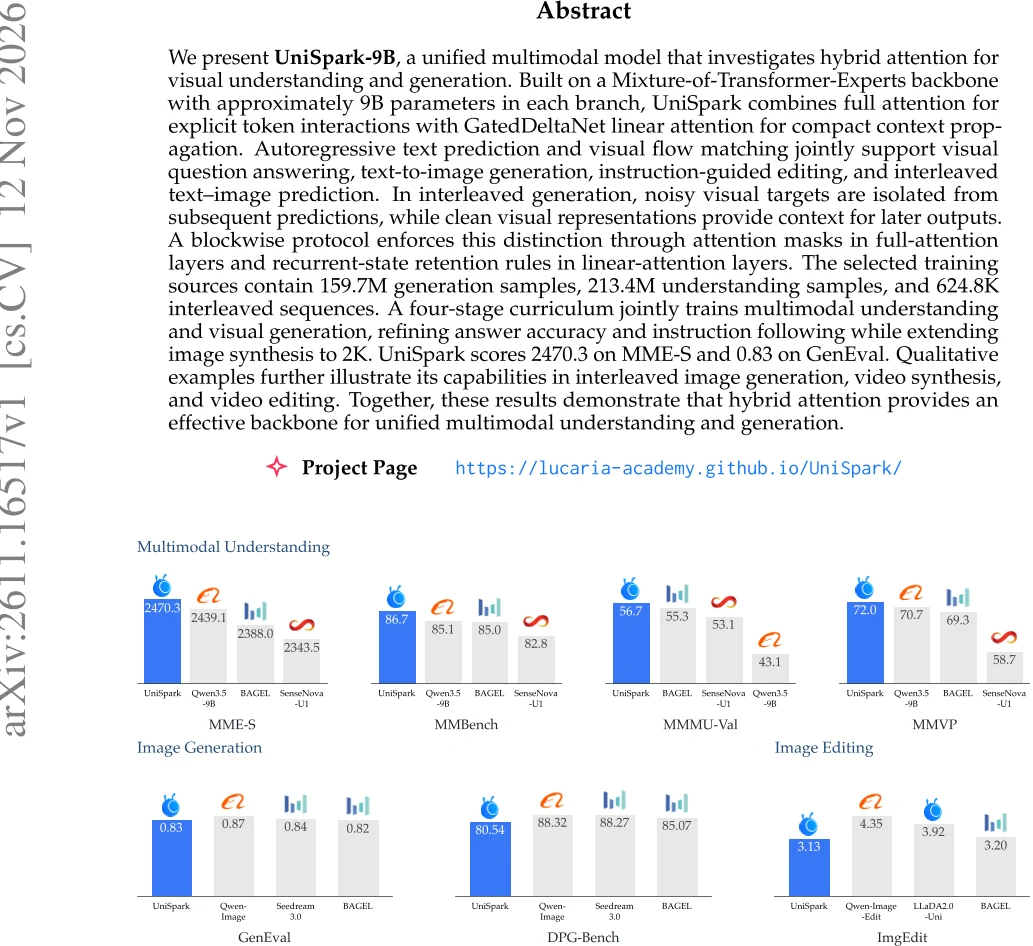 arXiv:2611.16517v1 [cs.CV] 12 Nov 2026
Abstract
We present UniSpark-9B, a unified multimodal model that investigates hybrid attention for
visual understanding and generation. Built on a Mixture-of-Transformer-Experts backbone
with approximately 9B parameters in each branch, UniSpark combines full attention for
explicit token interactions with GatedDeltaNet linear attention for compact context prop-
agation. Autoregressive text prediction and visual flow matching jointly support visual
question answering, text-to-image generation, instruction-guided editing, and interleaved
text–image prediction. In interleaved generation, noisy visual targets are isolated from
subsequent predictions, while clean visual representations provide context for later outputs.
A blockwise protocol enforces this distinction through attention masks in full-attention
layers and recurrent-state retention rules in linear-attention layers. The selected training
sources contain 159.7M generation samples, 213.4M understanding samples, and 624.8K
interleaved sequences. A four-stage curriculum jointly trains multimodal understanding
and visual generation, refining answer accuracy and instruction following while extending
image synthesis to 2K. UniSpark scores 2470.3 on MME-S and 0.83 on GenEval. Qualitative
examples further illustrate its capabilities in interleaved image generation, video synthesis,
and video editing. Together, these results demonstrate that hybrid attention provides an
effective backbone for unified multimodal understanding and generation.
Project Page https://lucaria-academy.github.io/UniSpark/
Multimodal Understanding
2470.3 2439.1 2388.0 2343.5
UniSpark Qwen3.5 BAGEL SenseNova
-9B -U1
MME-S
86.7 85.1 85.0 82.8
UniSpark Qwen3.5 BAGEL SenseNova
-9B -U1
MMBench
56.7 55.3 53.1 43.1
UniSpark BAGEL SenseNova Qwen3.5
-U1 -9B
MMMU-Val
72.0 70.7 69.3 58.7
UniSpark Qwen3.5 BAGEL SenseNova
-9B -U1
MMVP
Image Generation
0.83 0.87 0.84 0.82
UniSpark Qwen- Seedream BAGEL
Image 3.0
GenEval
80.54 88.32 88.27 85.07
UniSpark Qwen- Seedream BAGEL
Image 3.0
DPG-Bench
Image Editing
3.13 4.35 3.92 3.20
UniSpark Qwen-Image LLaDA2.0 BAGEL
-Edit -Uni
ImgEdit